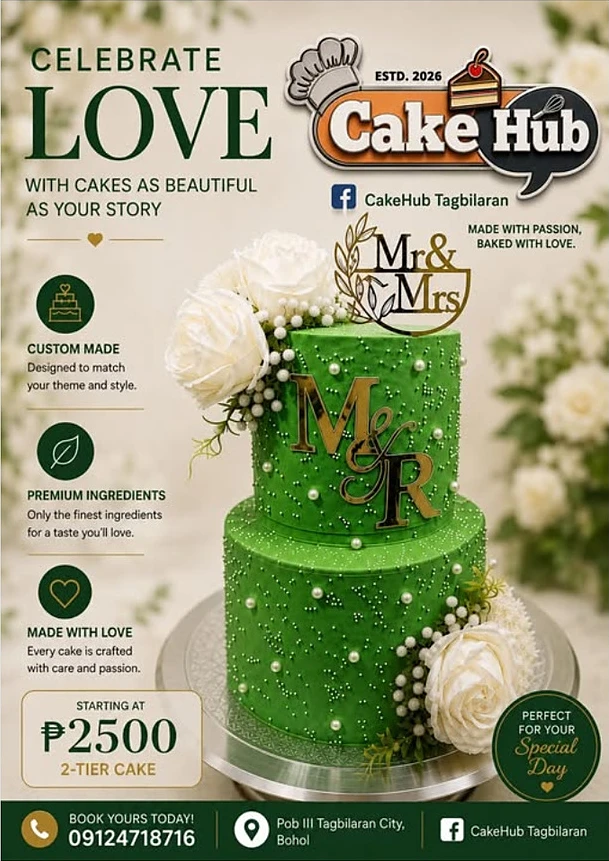 CELEBRATE
LOVE
WITH CAKES AS BEAUTIFUL
AS YOUR STORY
ESTD. 2026
Cake Hub
CakeHub Tagbilaran
MADE WITH PASSION,
BAKED WITH LOVE.
Mr&
Mrs
M&R
CUSTOM MADE
Designed to match
your theme and style.
PREMIUM INGREDIENTS
Only the finest ingredients
for a taste you'll love.
MADE WITH LOVE
Every cake is crafted
with care and passion.
STARTING AT
₱2500
2-TIER CAKE
PERFECT
FOR YOUR
Special
Day
BOOK YOURS TODAY!
09124718716
Pob III Tagbilaran City,
Bohol
CakeHub Tagbilaran